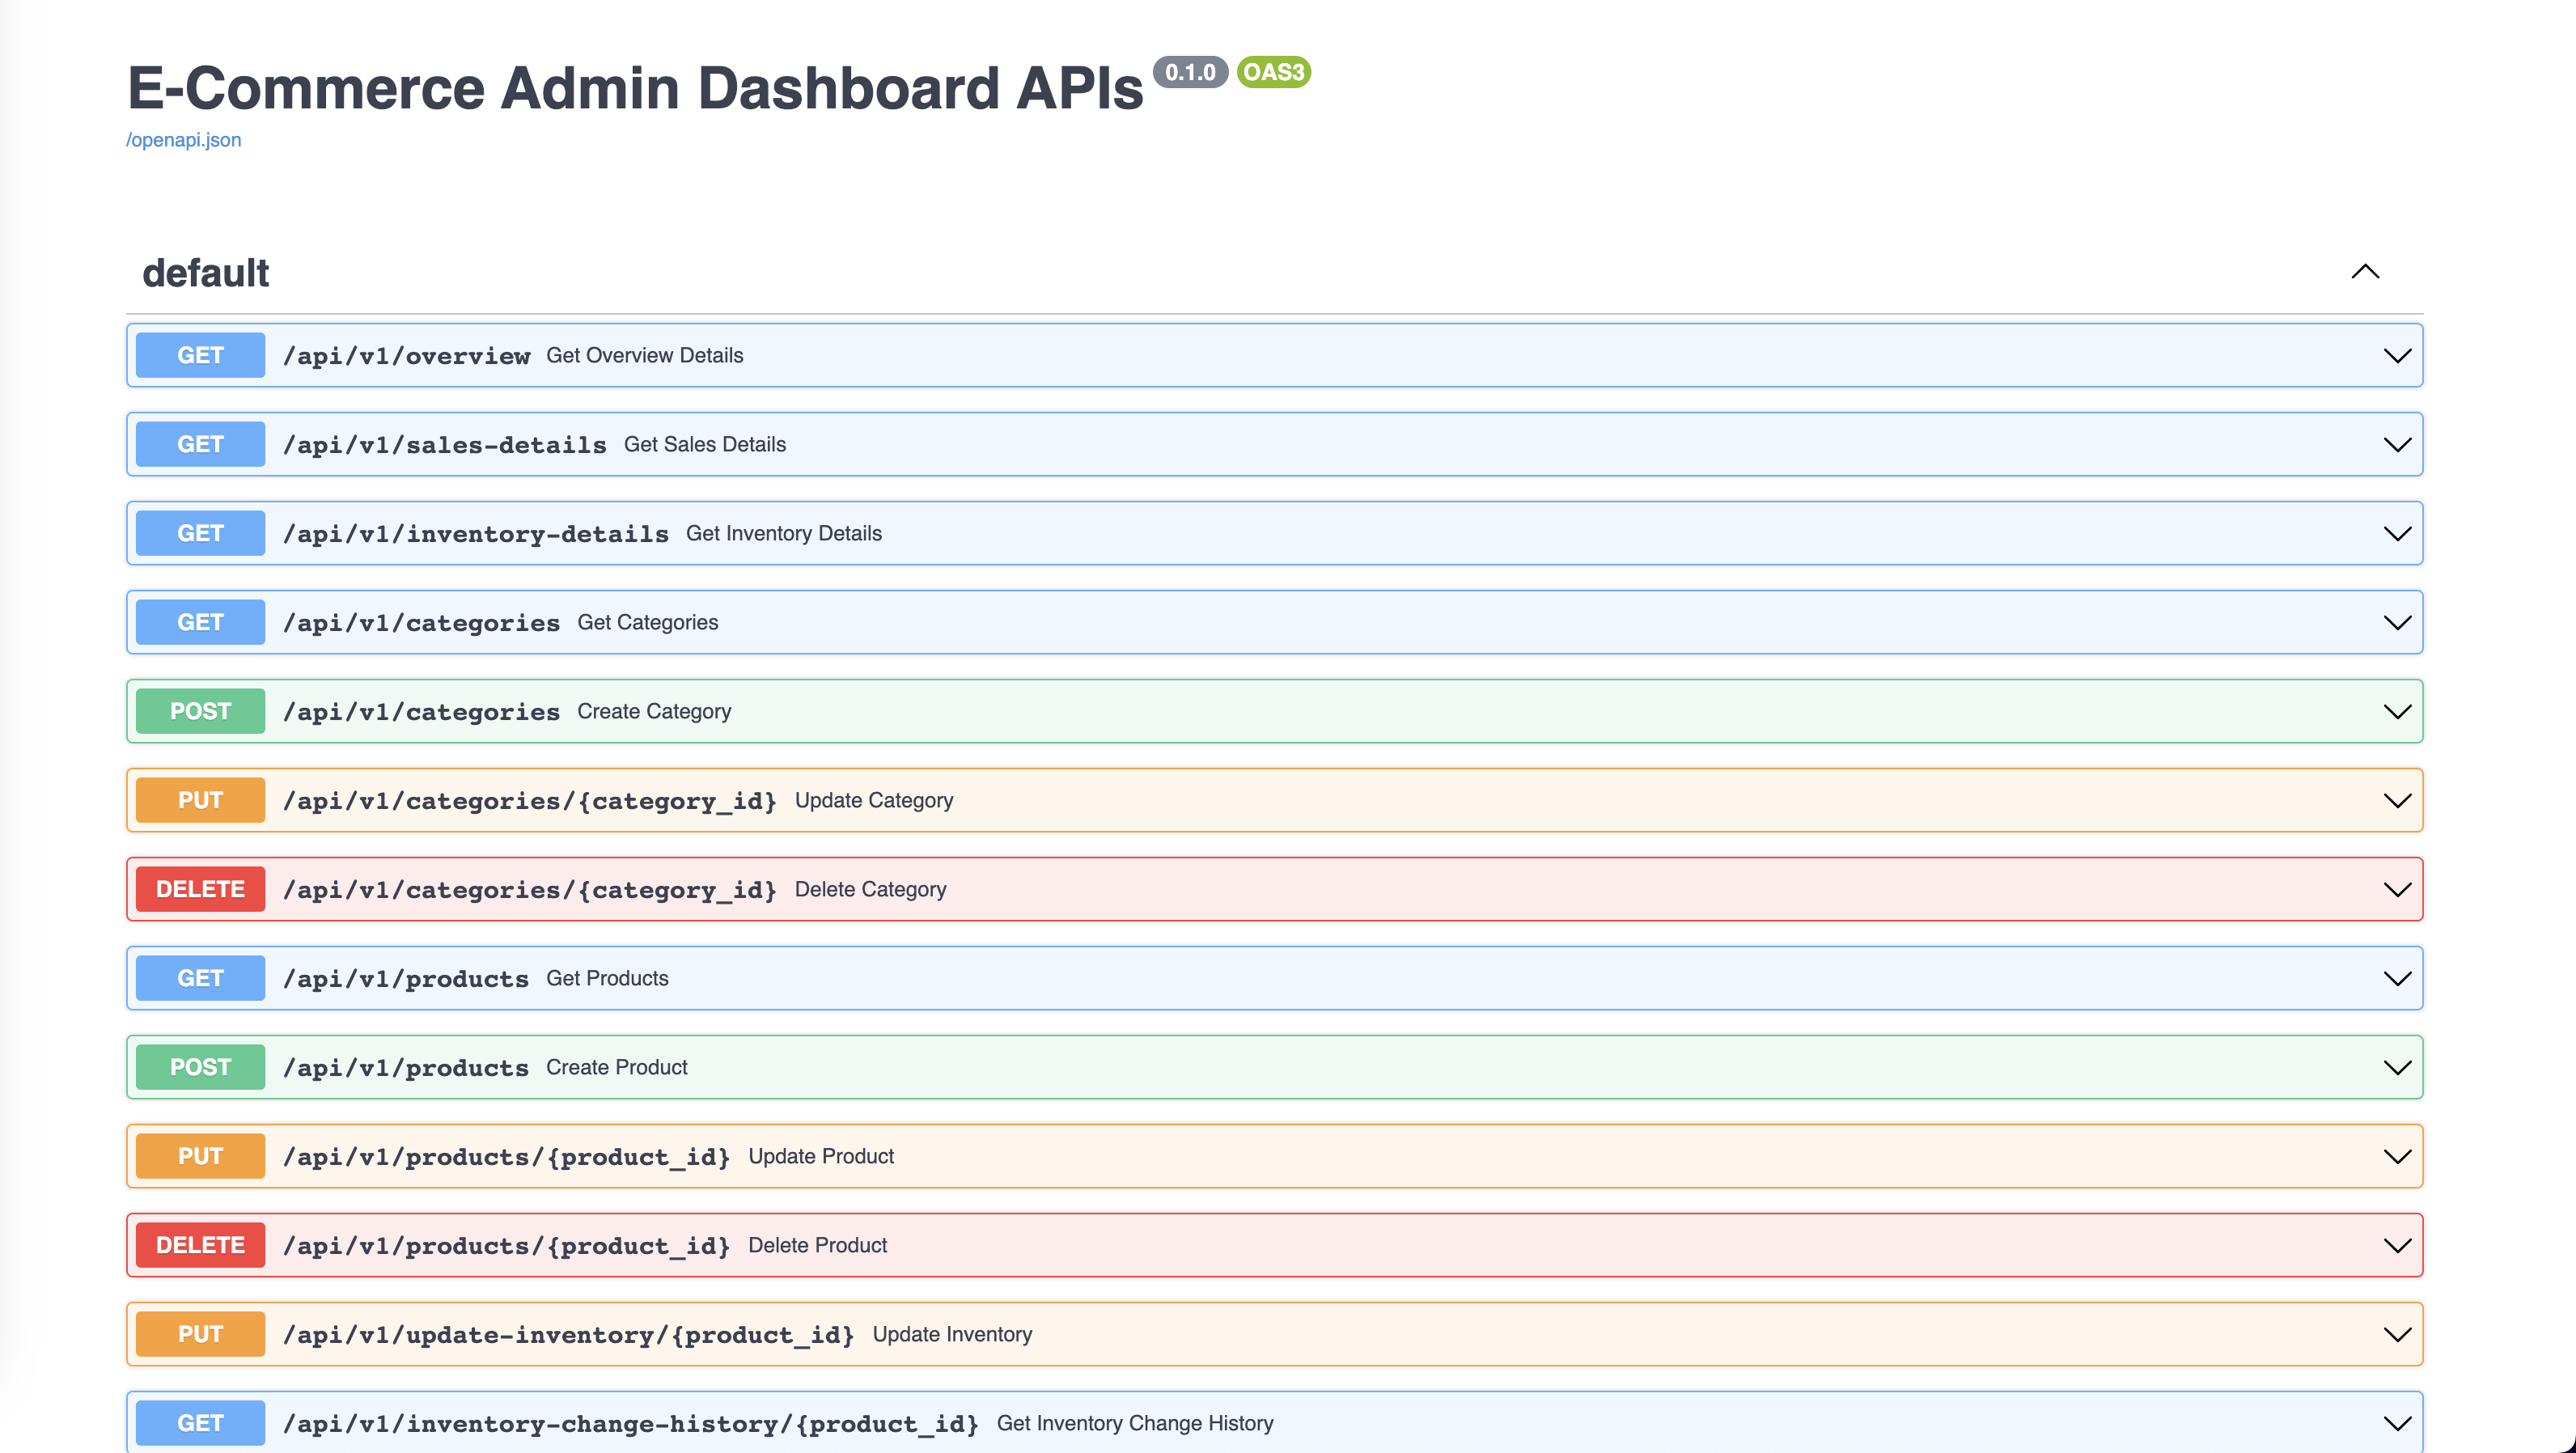 E-Commerce Admin Dashboard APIs 0.1.0 OAS3
/openapi.json
default
GET /api/v1/overview Get Overview Details
GET /api/v1/sales-details Get Sales Details
GET /api/v1/inventory-details Get Inventory Details
GET /api/v1/categories Get Categories
POST /api/v1/categories Create Category
PUT /api/v1/categories/{category_id} Update Category
DELETE /api/v1/categories/{category_id} Delete Category
GET /api/v1/products Get Products
POST /api/v1/products Create Product
PUT /api/v1/products/{product_id} Update Product
DELETE /api/v1/products/{product_id} Delete Product
PUT /api/v1/update-inventory/{product_id} Update Inventory
GET /api/v1/inventory-change-history/{product_id} Get Inventory Change History